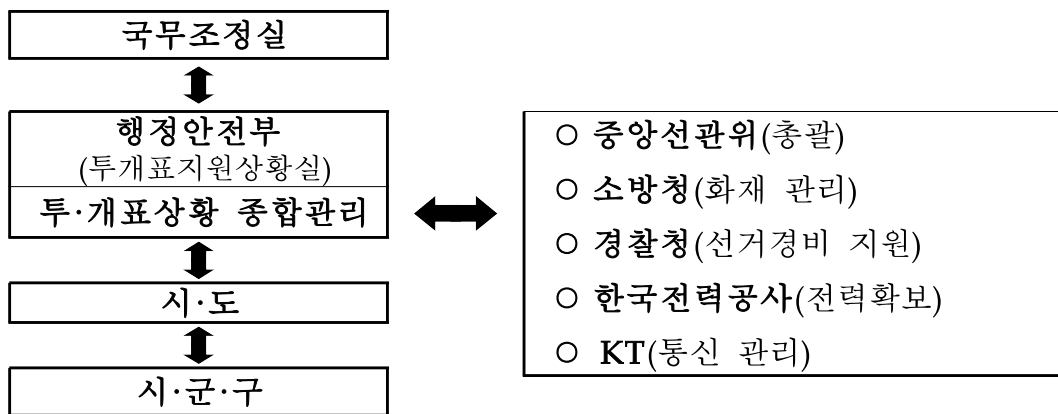 국무조정실
행정안전부
(투개표지원상황실)
투·개표상황 종합관리
시·도
시·군·구
○ 중앙선관위(총괄)
○ 소방청(화재 관리)
○ 경찰청(선거경비 지원)
○ 한국전력공사(전력확보)
○ KT(통신 관리)